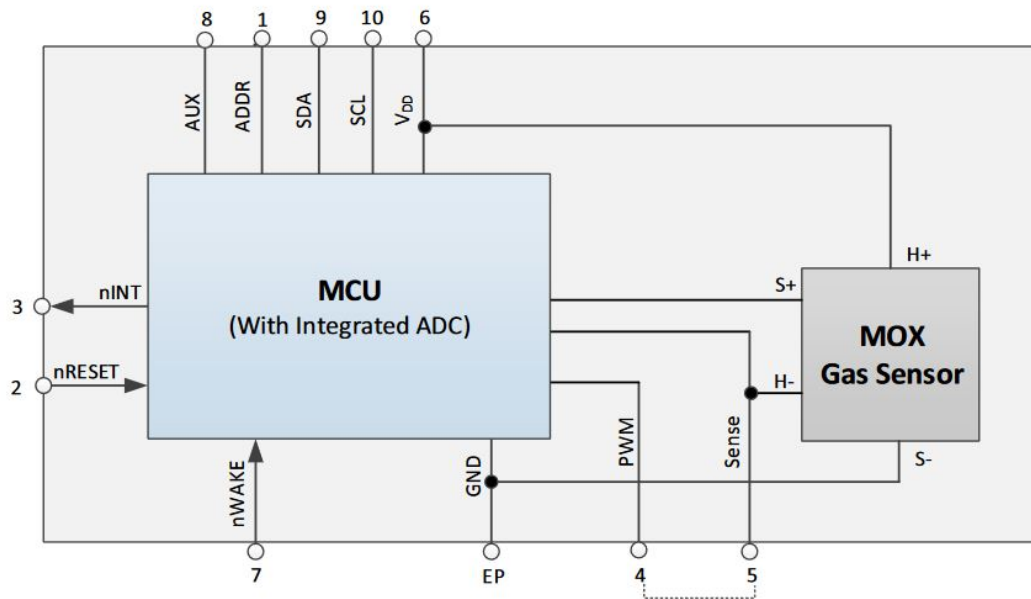 8 1 9 10 6
AUX
ADDR
SDA
SCL
VDD
H+
MCU
(With Integrated ADC)
S+
MOX
Gas Sensor
H-
S-
3
nINT
2
nRESET
nWAKE
GND
PWM
Sense
7 EP 4 5